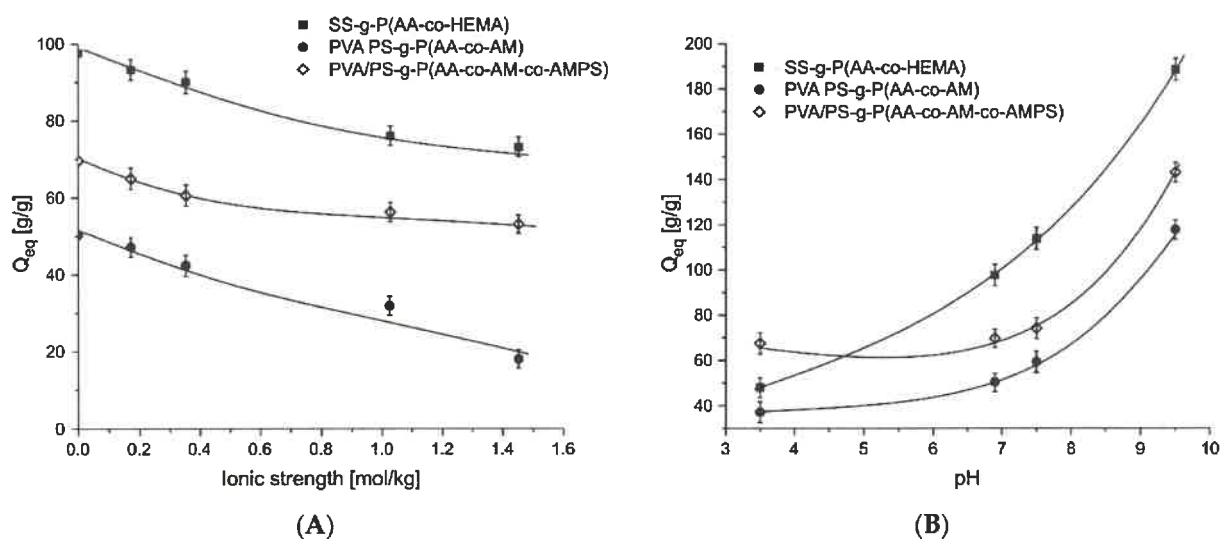 SS-g-P(AA-co-HEMA)
PVA PS-g-P(AA-co-AM)
PVA/PS-g-P(AA-co-AM-co-AMPS)
100
80
60
40
20
0
Qeq [g/g]
0.0 0.2 0.4 0.6 0.8 1.0 1.2 1.4 1.6
Ionic strength [mol/kg]
(A)
SS-g-P(AA-co-HEMA)
PVA PS-g-P(AA-co-AM)
PVA/PS-g-P(AA-co-AM-co-AMPS)
200
180
160
140
120
100
80
60
40
Qeq [g/g]
3 4 5 6 7 8 9 10
pH
(B)